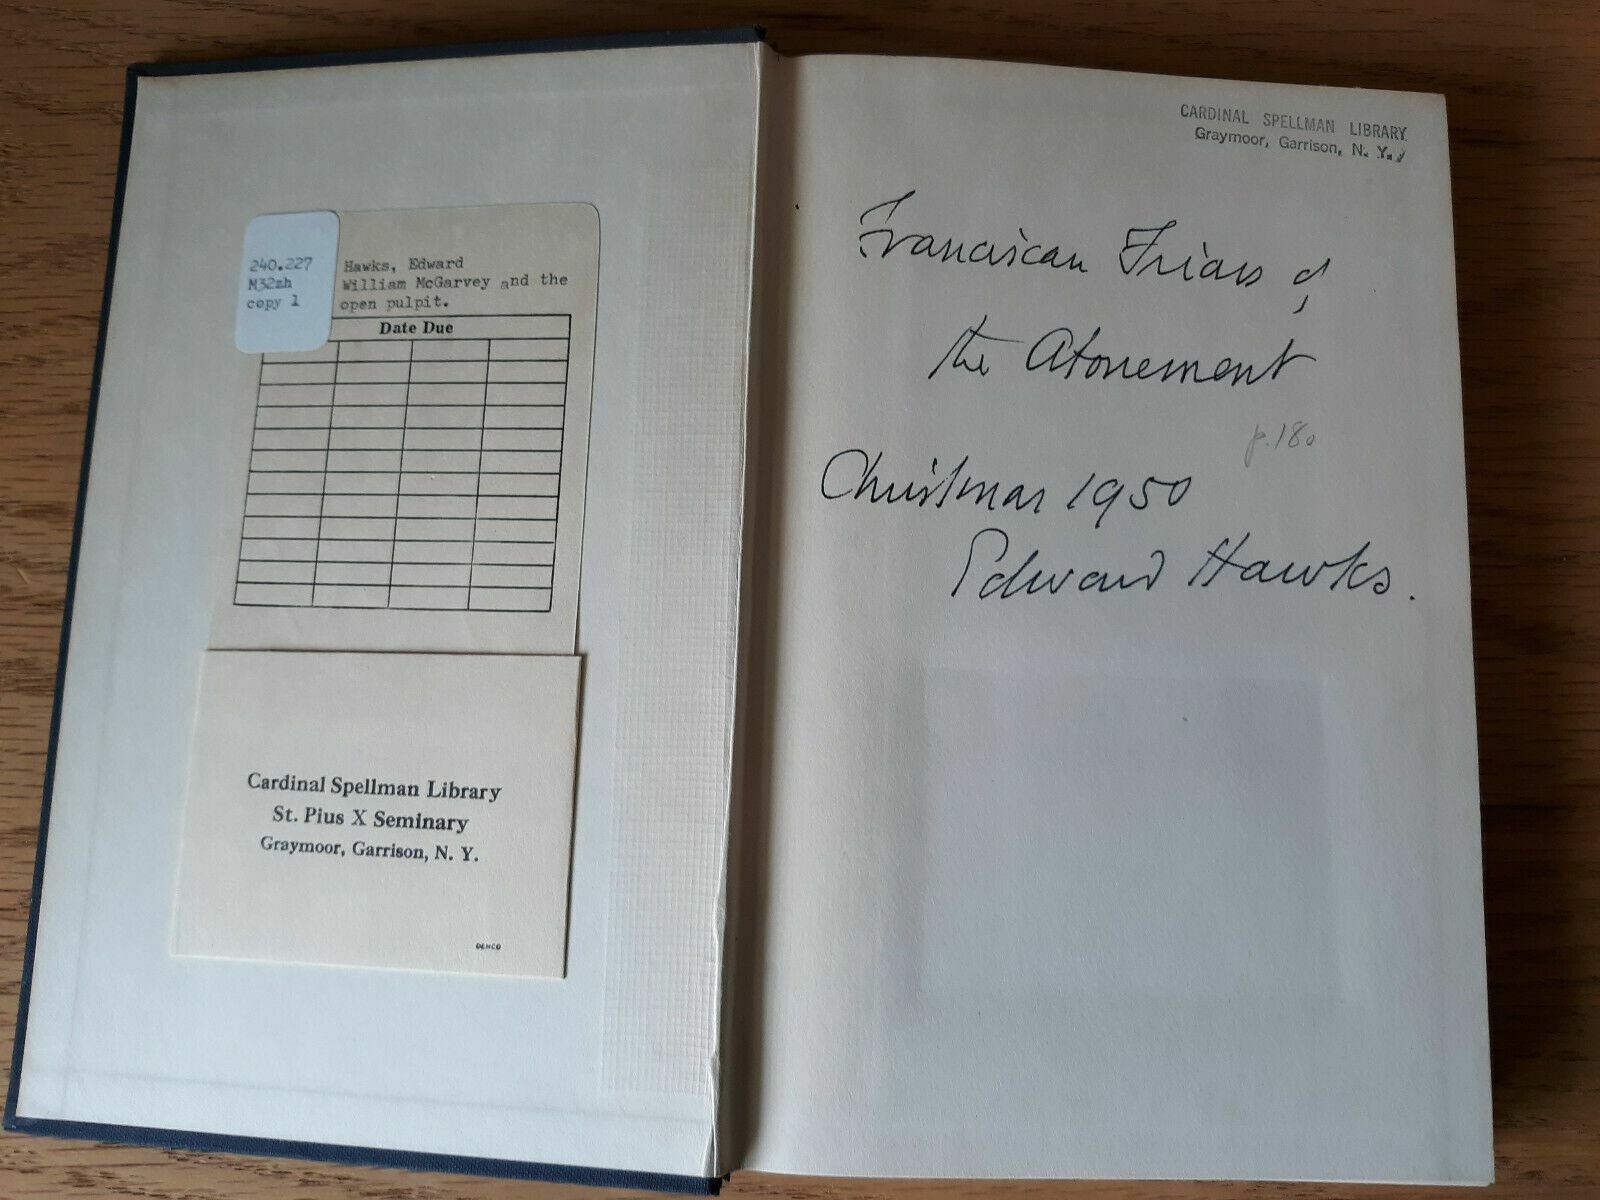 240.227
M32zh
copy 1
Hawks, Edward
William McGarvey and the
open pulpit.
Date Due
Cardinal Spellman Library
St. Pius X Seminary
Graymoor, Garrison, N. Y.
DEMCO
CARDINAL SPELLMAN LIBRARY
Graymoor, Garrison, N. Y.
Franciscan Friars of
the Atonement
p.180
Christmas 1950
Edward Hawks.